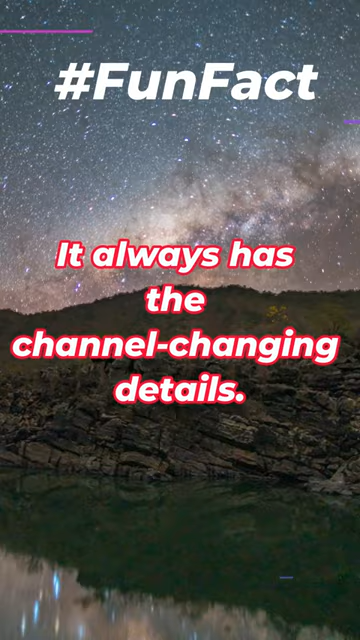 #FunFact
It always has
the
channel-changing
details.